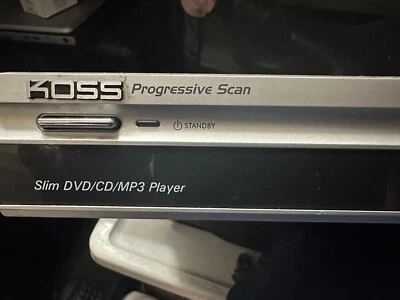 KOSS Progressive Scan
STANDBY
Slim DVD/CD/MP3 Player